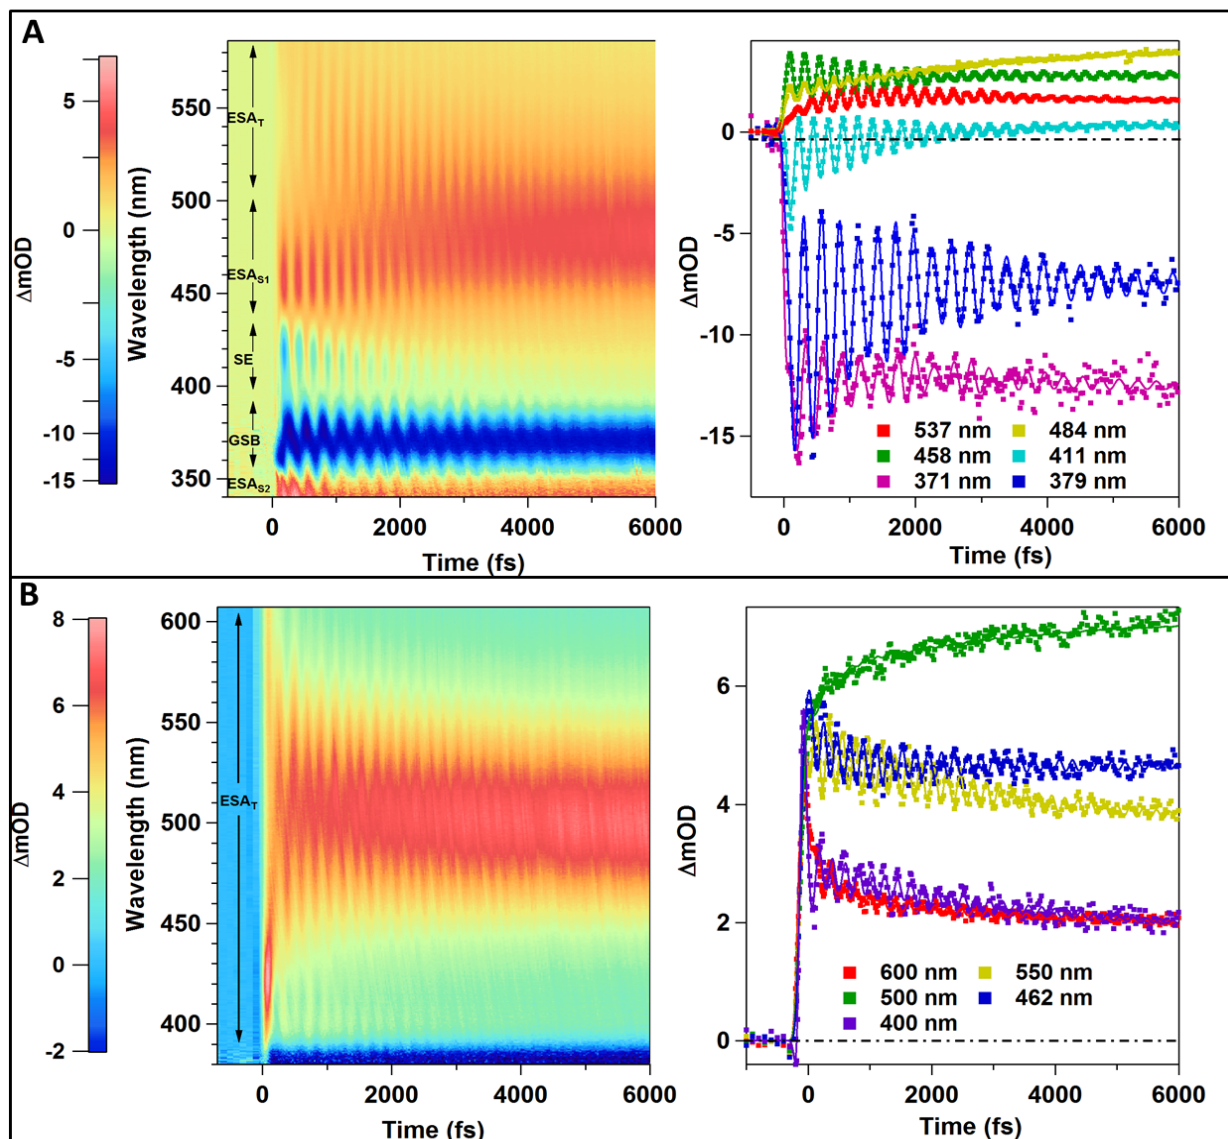 A
ΔmOD
5
0
-5
-10
-15
Wavelength (nm)
550
500
450
400
350
ESAT
ESAS1
SE
GSB
ESAS2
0
2000
4000
6000
Time (fs)
ΔmOD
0
-5
-10
-15
537 nm
484 nm
458 nm
411 nm
371 nm
379 nm
0
2000
4000
6000
Time (fs)
B
ΔmOD
8
6
4
2
0
-2
Wavelength (nm)
600
550
500
450
400
ESAT
0
2000
4000
6000
Time (fs)
ΔmOD
6
4
2
0
600 nm
550 nm
500 nm
462 nm
400 nm
0
2000
4000
6000
Time (fs)